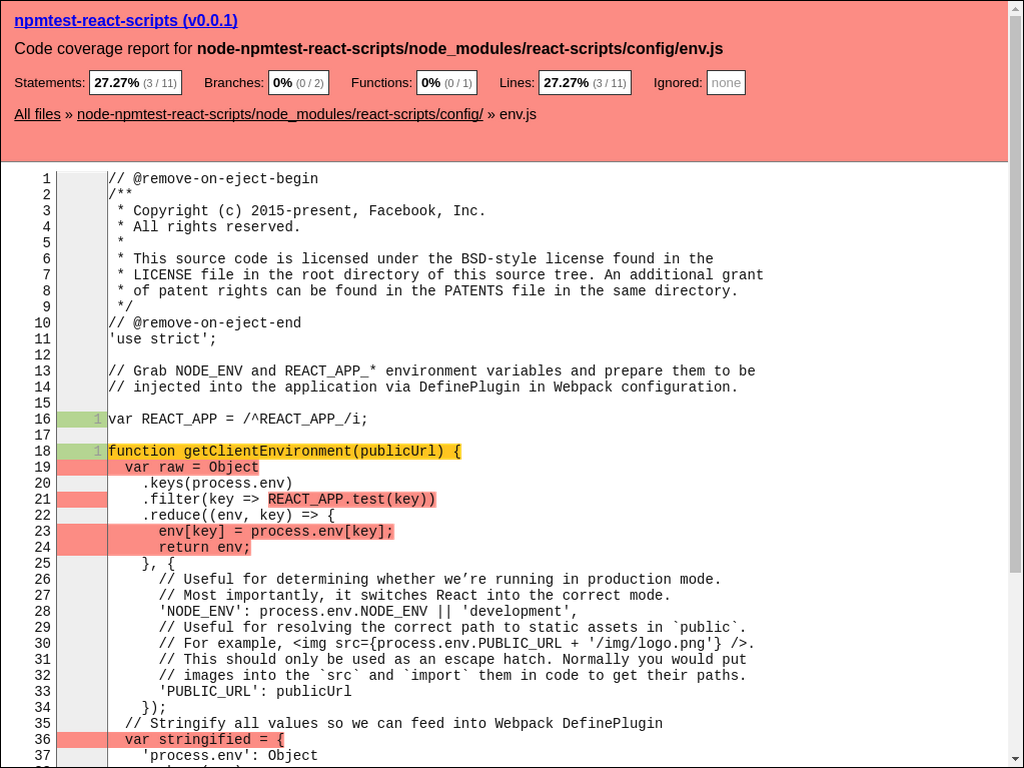 npmtest-react-scripts (v0.0.1)
Code coverage report for node-npmtest-react-scripts/node_modules/react-scripts/config/env.js
Statements: 27.27% (3 / 11) Branches: 0% (0 / 2) Functions: 0% (0 / 1) Lines: 27.27% (3 / 11) Ignored: none
All files » node-npmtest-react-scripts/node_modules/react-scripts/config/ » env.js
1 // @remove-on-eject-begin
2 /**
3  * Copyright (c) 2015-present, Facebook, Inc.
4  * All rights reserved.
5  *
6  * This source code is licensed under the BSD-style license found in the
7  * LICENSE file in the root directory of this source tree. An additional grant
8  * of patent rights can be found in the PATENTS file in the same directory.
9  */
10 // @remove-on-eject-end
11 'use strict';
12
13 // Grab NODE_ENV and REACT_APP_* environment variables and prepare them to be
14 // injected into the application via DefinePlugin in Webpack configuration.
15
16 1 var REACT_APP = /^REACT_APP_/i;
17
18 1 function getClientEnvironment(publicUrl) {
19   var raw = Object
20     .keys(process.env)
21     .filter(key => REACT_APP.test(key))
22     .reduce((env, key) => {
23       env[key] = process.env[key];
24       return env;
25     }, {
26       // Useful for determining whether we’re running in production mode.
27       // Most importantly, it switches React into the correct mode.
28       'NODE_ENV': process.env.NODE_ENV || 'development',
29       // Useful for resolving the correct path to static assets in `public`.
30       // For example, <img src={process.env.PUBLIC_URL + '/img/logo.png'} />.
31       // This should only be used as an escape hatch. Normally you would put
32       // images into the `src` and `import` them in code to get their paths.
33       'PUBLIC_URL': publicUrl
34     });
35   // Stringify all values so we can feed into Webpack DefinePlugin
36   var stringified = {
37     'process.env': Object